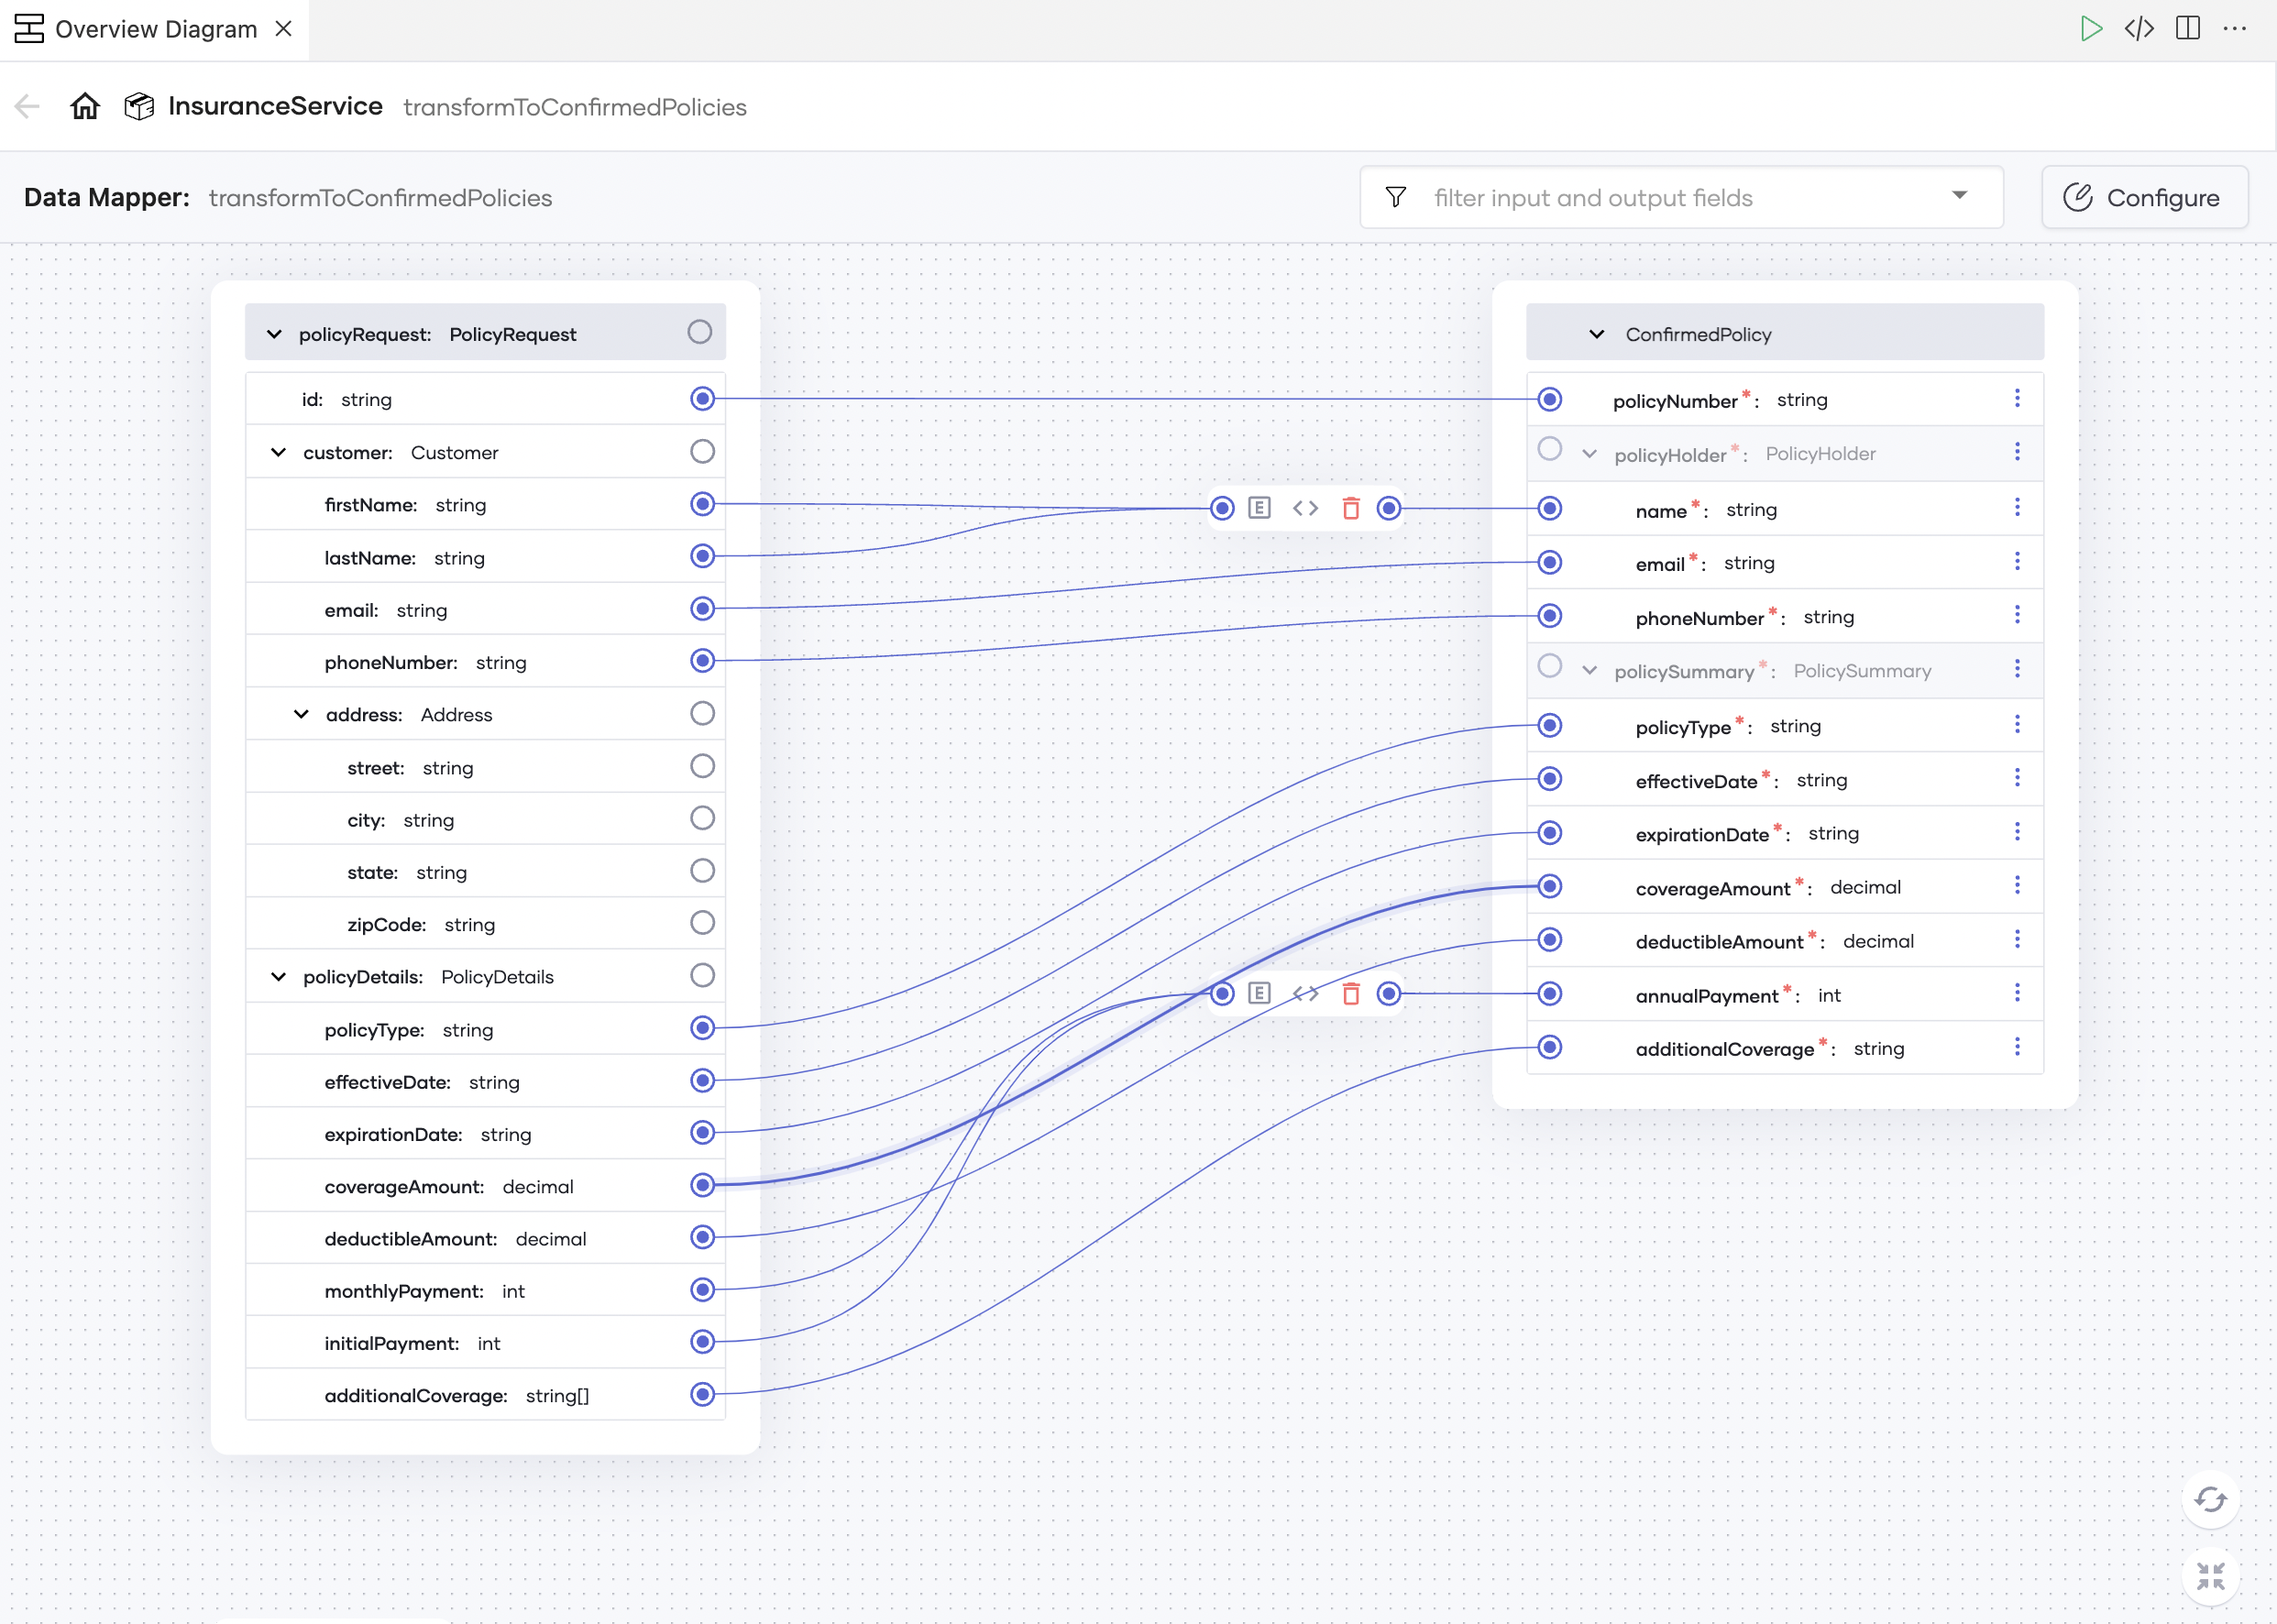 Overview Diagram
InsuranceService transformToConfirmedPolicies
Data Mapper: transformToConfirmedPolicies
filter input and output fields
Configure
policyRequest: PolicyRequest
id: string
customer: Customer
firstName: string
lastName: string
email: string
phoneNumber: string
address: Address
street: string
city: string
state: string
zipCode: string
policyDetails: PolicyDetails
policyType: string
effectiveDate: string
expirationDate: string
coverageAmount: decimal
deductibleAmount: decimal
monthlyPayment: int
initialPayment: int
additionalCoverage: string[]
E
E
ConfirmedPolicy
policyNumber*: string
policyHolder*: PolicyHolder
name*: string
email*: string
phoneNumber*: string
policySummary*: PolicySummary
policyType*: string
effectiveDate*: string
expirationDate*: string
coverageAmount*: decimal
deductibleAmount*: decimal
annualPayment*: int
additionalCoverage*: string